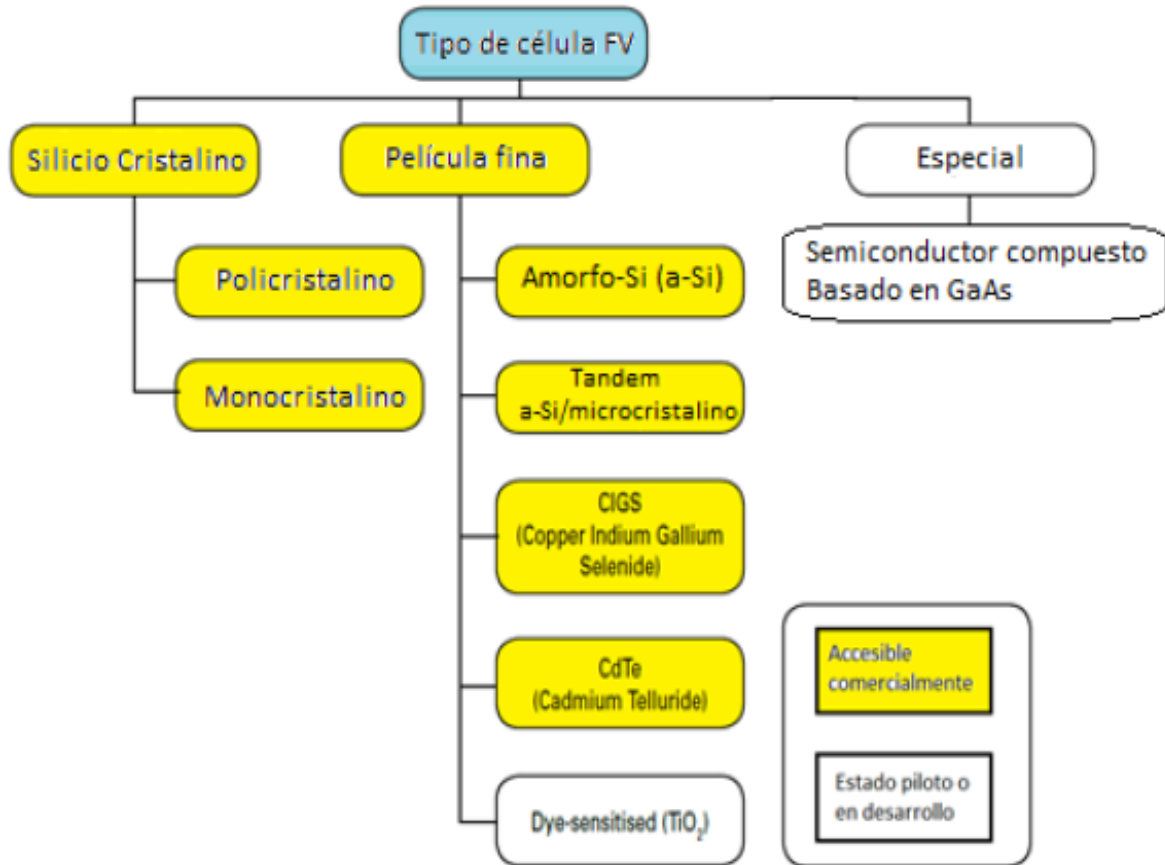 Tipo de célula FV
Silicio Cristalino
Película fina
Especial
Policristalino
Monocristalino
Amorfo-Si (a-Si)
Tandem
a-Si/microcristalino
CIGS
(Copper Indium Gallium
Selenide)
CdTe
(Cadmium Telluride)
Dye-sensitised (TiO₂)
Semiconductor compuesto
Basado en GaAs
Accesible
comercialmente
Estado piloto o
en desarrollo